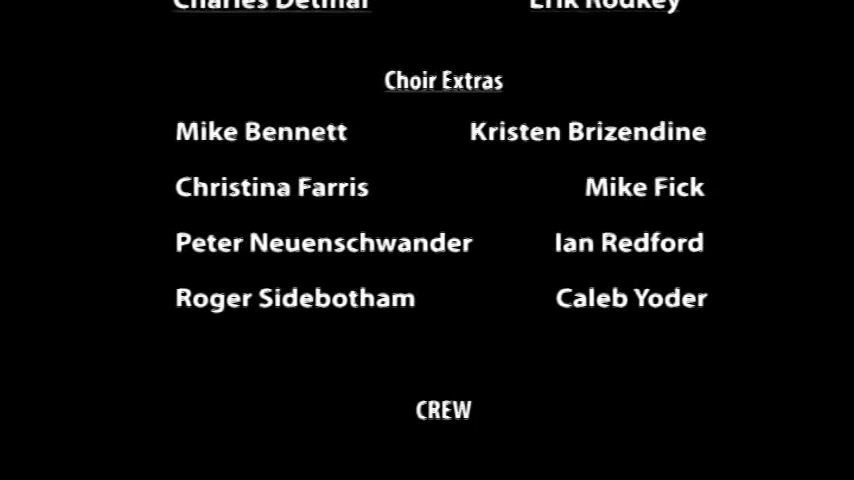 Charles Detmar Erik Rodkey
Choir Extras
Mike Bennett Kristen Brizendine
Christina Farris Mike Fick
Peter Neuenschwander Ian Redford
Roger Sidebotham Caleb Yoder
CREW